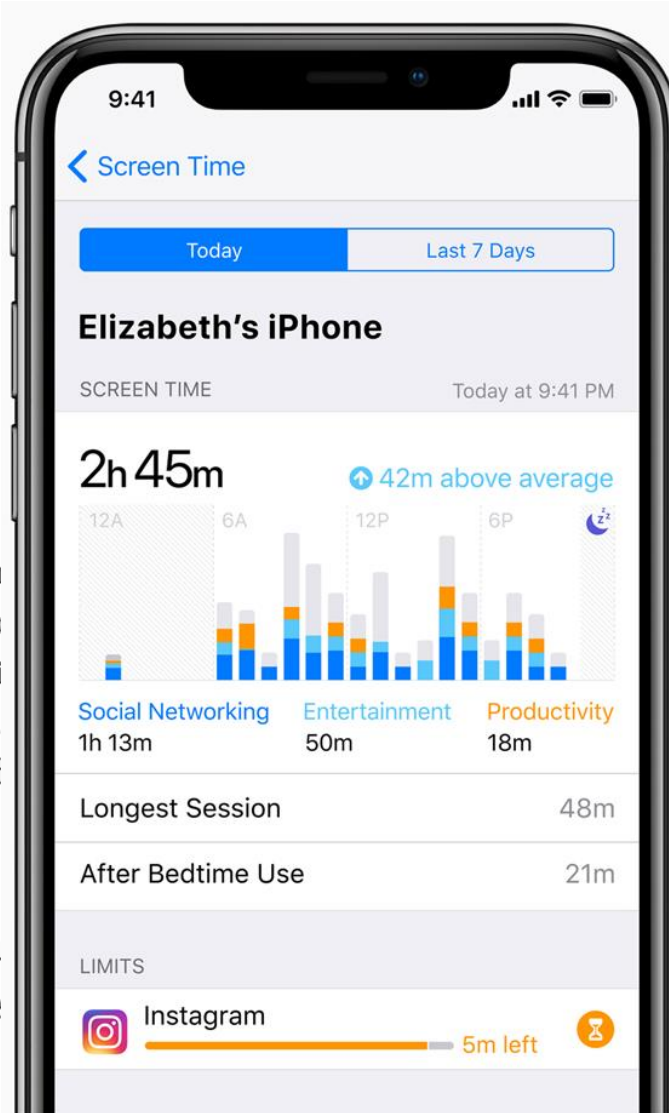 9:41
Screen Time
Today Last 7 Days
Elizabeth’s iPhone
SCREEN TIME Today at 9:41 PM
2h 45m 42m above average
12A 6A 12P 6P
Social Networking Entertainment Productivity
1h 13m 50m 18m
Longest Session 48m
After Bedtime Use 21m
LIMITS
Instagram
5m left